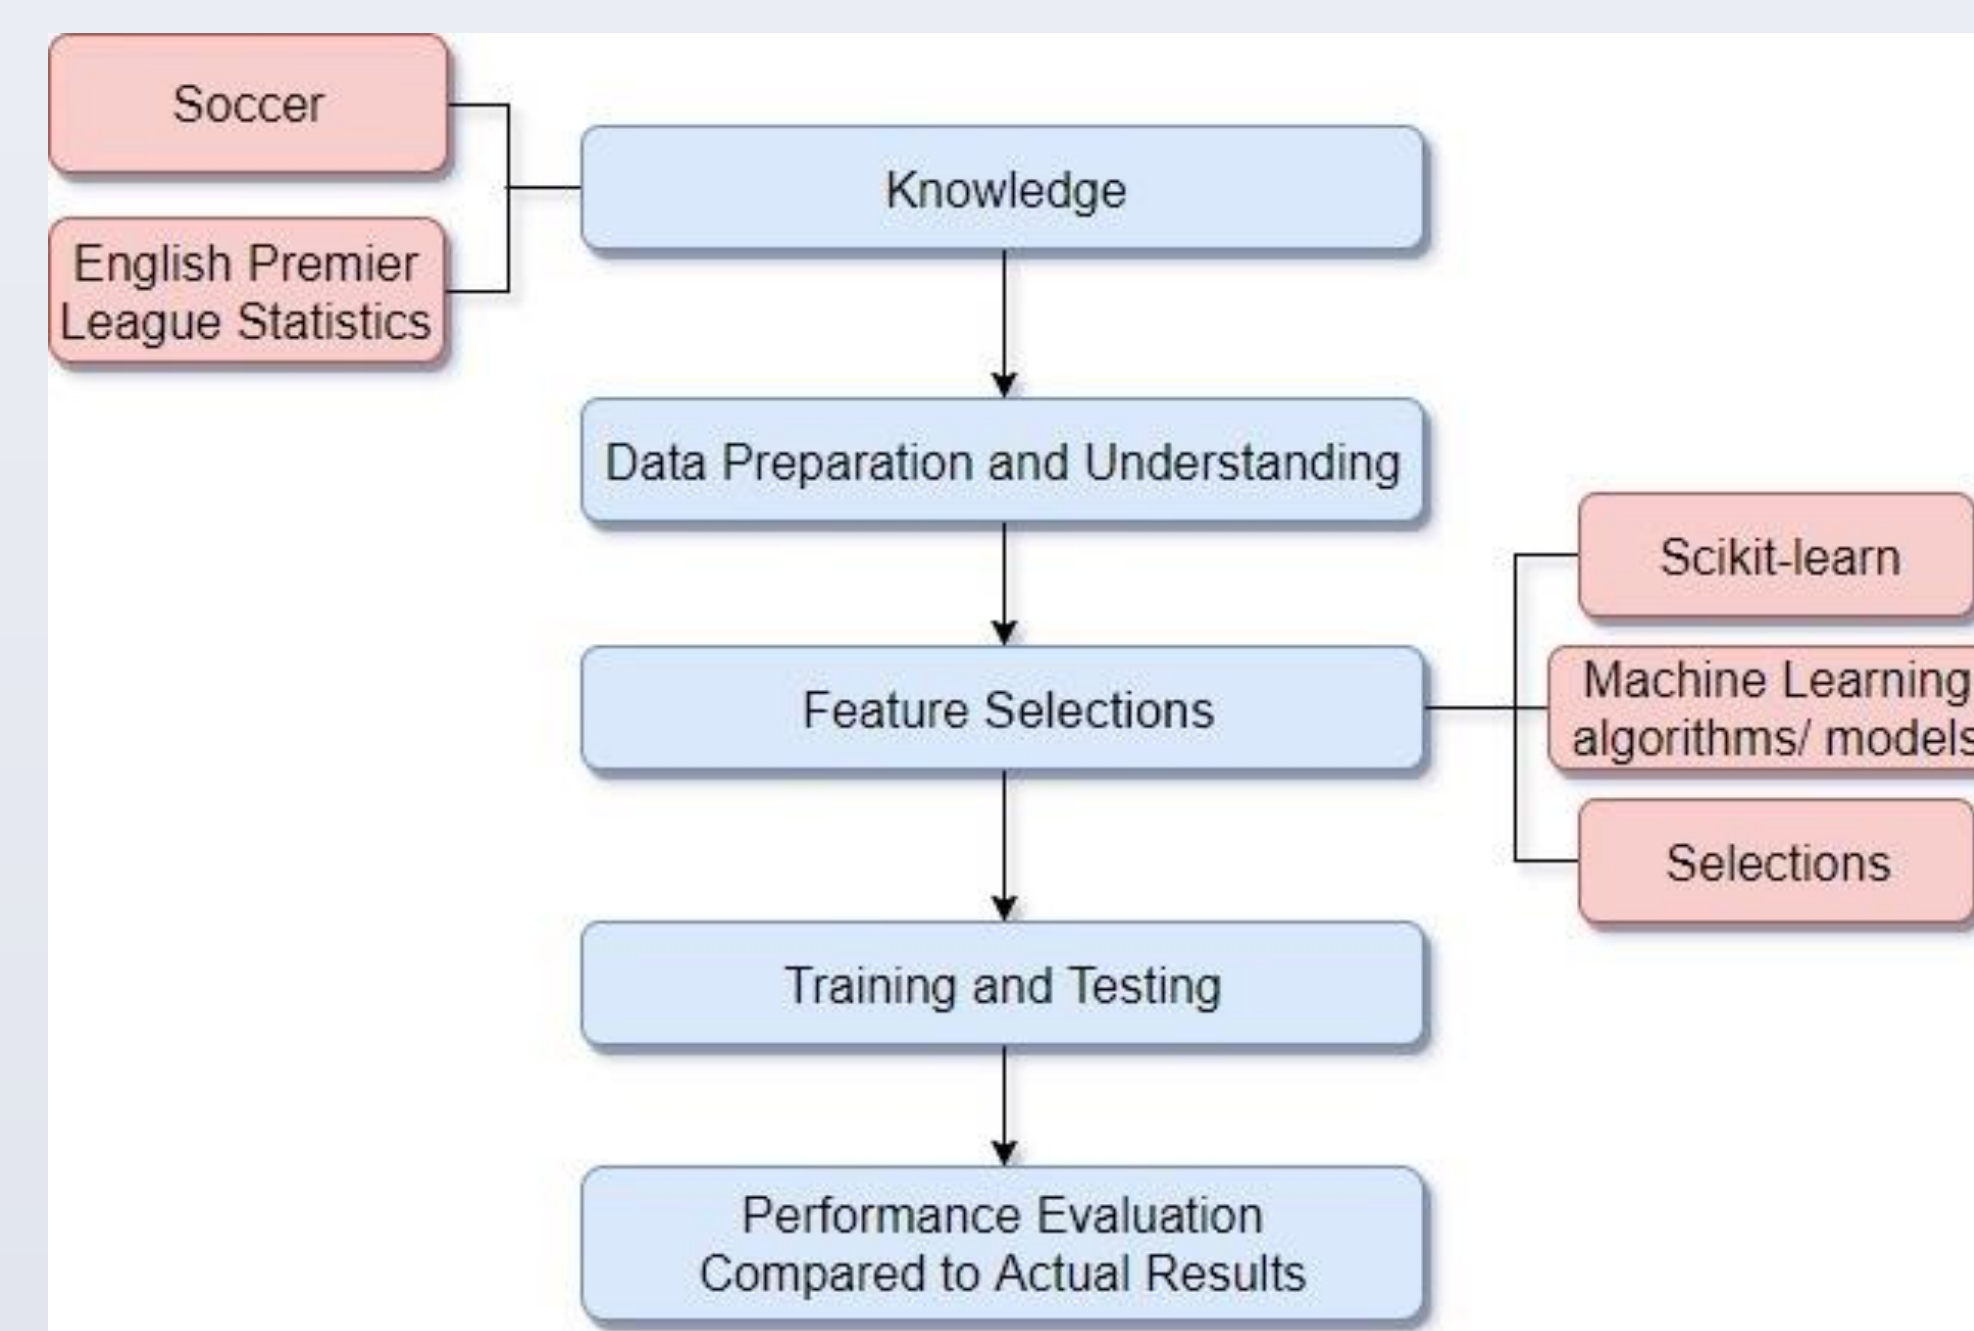 Soccer
Knowledge
English Premier
League Statistics
Data Preparation and Understanding
Scikit-learn
Feature Selections
Machine Learning
algorithms/ models
Selections
Training and Testing
Performance Evaluation
Compared to Actual Results